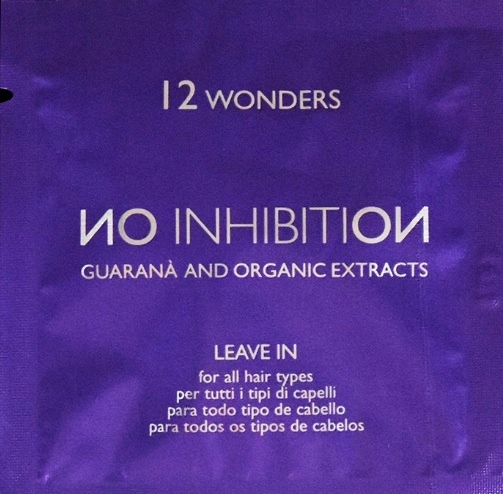 12 WONDERS
NO INHIBITION
GUARANÀ AND ORGANIC EXTRACTS
LEAVE IN
for all hair types
per tutti i tipi di capelli
para todo tipo de cabello
para todos os tipos de cabelos